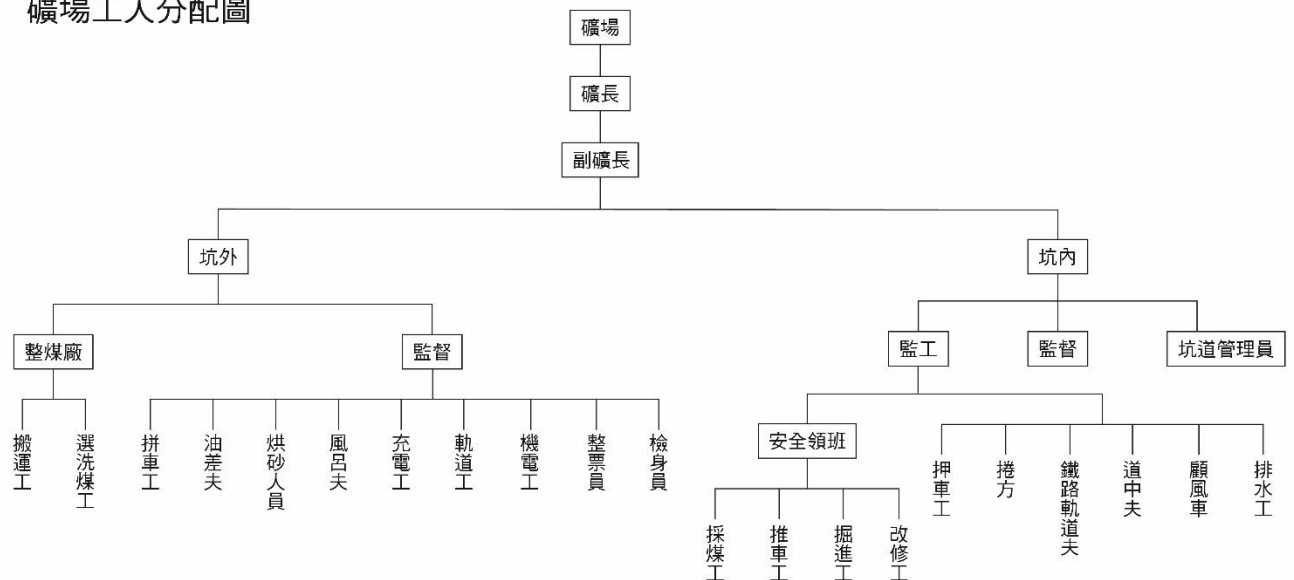 礦場工人分配圖
礦場
礦長
副礦長
坑外
坑內
整煤廠
監督
監工
監督
坑道管理員
搬運工
選洗煤工
拼車工
油差夫
烘砂人員
風呂夫
充電工
軌道工
機電工
整票員
檢身員
安全領班
押車工
捲方
鐵路軌道夫
道中夫
顧風車
排水工
採煤工
推車工
掘進工
改修工